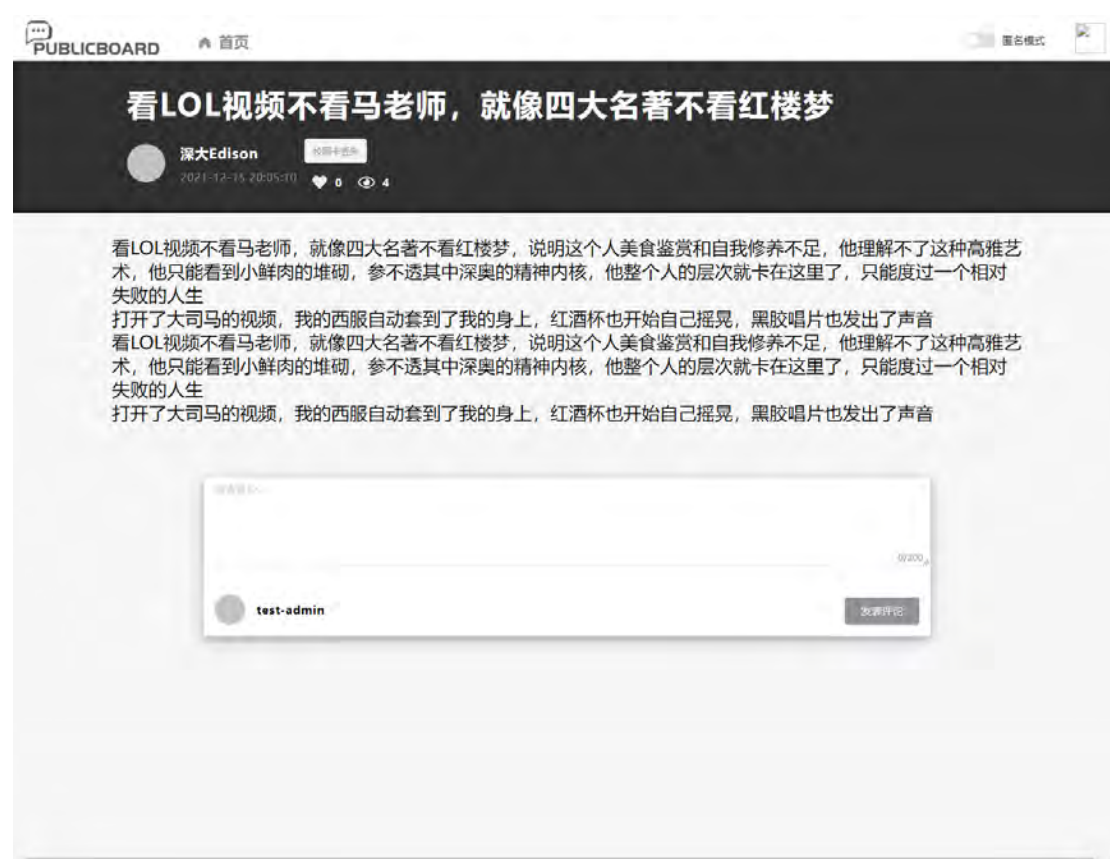 PUBLICBOARD
首页
匿名模式
看LOL视频不看马老师，就像四大名著不看红楼梦
深大Edison
校园卡丢失
2021-12-15 20:05:10
0
4
看LOL视频不看马老师，就像四大名著不看红楼梦，说明这个人美食鉴赏和自我修养不足，他理解不了这种高雅艺
术，他只能看到小鲜肉的堆砌，参不透其中深奥的精神内核，他整个人的层次就卡在这里了，只能度过一个相对
失败的人生
打开了大司马的视频，我的西服自动套到了我的身上，红酒杯也开始自己摇晃，黑胶唱片也发出了声音
看LOL视频不看马老师，就像四大名著不看红楼梦，说明这个人美食鉴赏和自我修养不足，他理解不了这种高雅艺
术，他只能看到小鲜肉的堆砌，参不透其中深奥的精神内核，他整个人的层次就卡在这里了，只能度过一个相对
失败的人生
打开了大司马的视频，我的西服自动套到了我的身上，红酒杯也开始自己摇晃，黑胶唱片也发出了声音
0/200
test-admin
发表评论